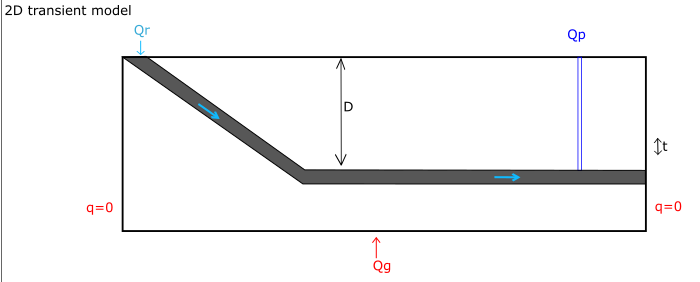 2D transient model
Qr
Qp
D
t
q=0
q=0
Qg